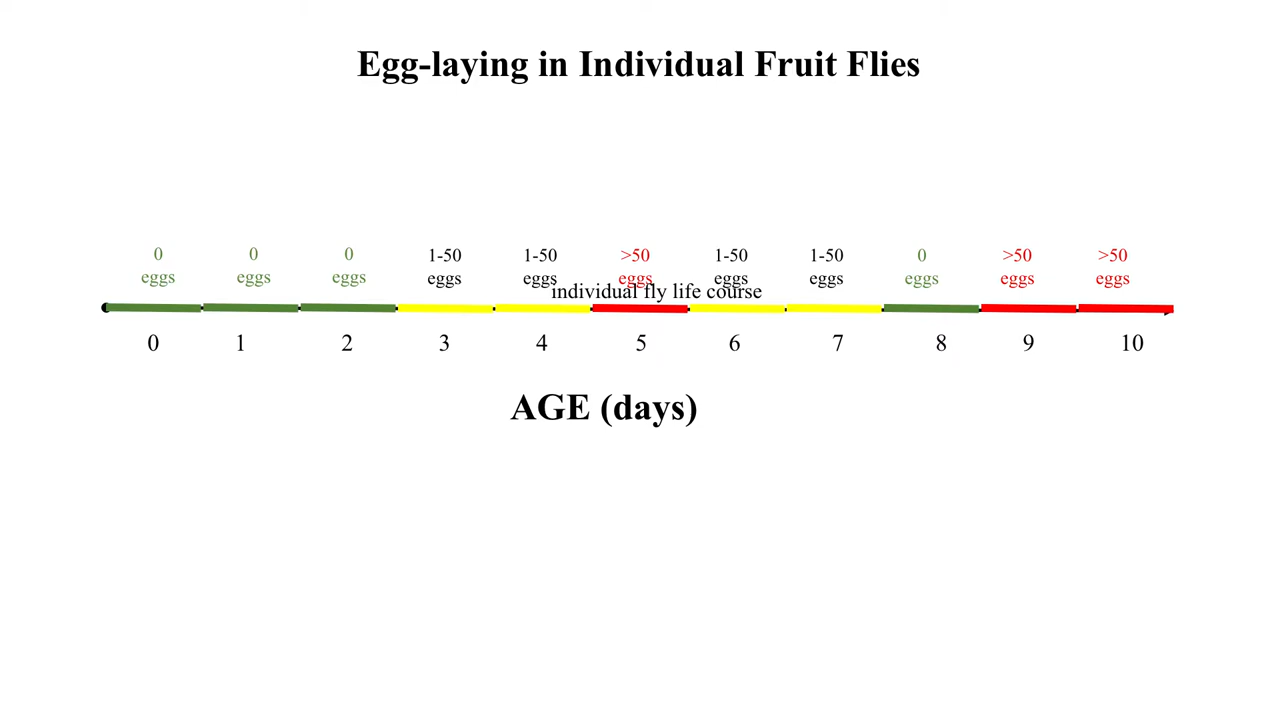 Egg-laying in Individual Fruit Flies
0 0 0 1-50 1-50 >50 1-50 1-50 0 >50 >50
eggs eggs eggs eggs eggs eggs eggs eggs eggs eggs eggs
individual fly life course
0 1 2 3 4 5 6 7 8 9 10
AGE (days)